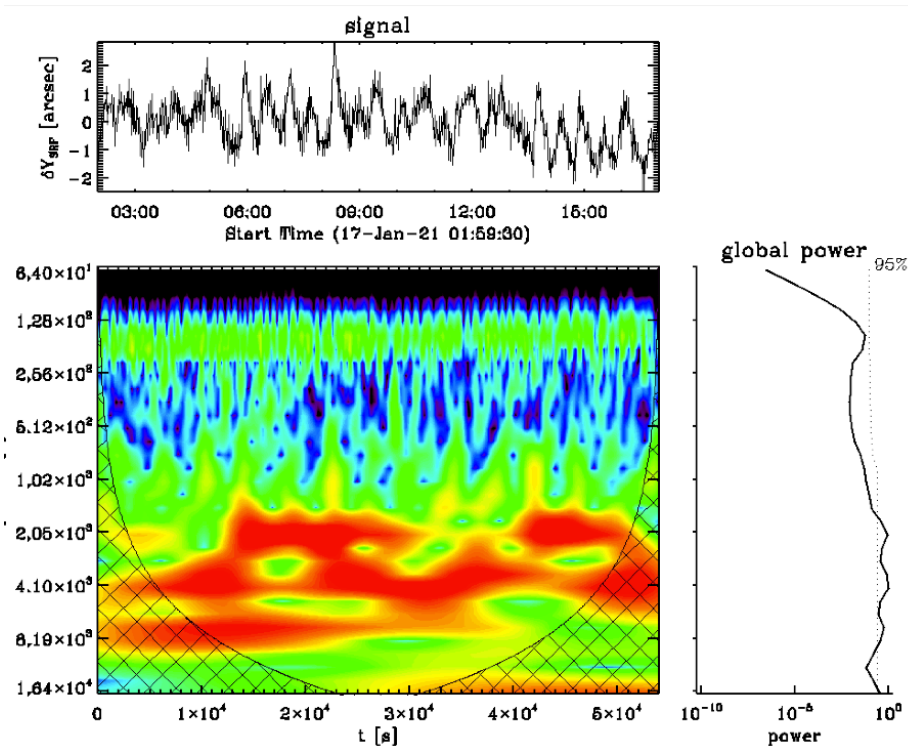 signal
δY_SRF [arcsec]
2
1
0
-1
-2
03:00 06:00 09:00 12:00 15:00
Start Time (17-Jan-21 01:59:30)
6,40×10¹
1,28×10²
2,56×10²
5,12×10²
1,02×10³
2,05×10³
4,10×10³
8,19×10³
1,64×10⁴
0 1×10⁴ 2×10⁴ 3×10⁴ 4×10⁴ 5×10⁴
t [s]
global power
95%
10⁻¹⁰ 10⁻⁵ 10⁰
power